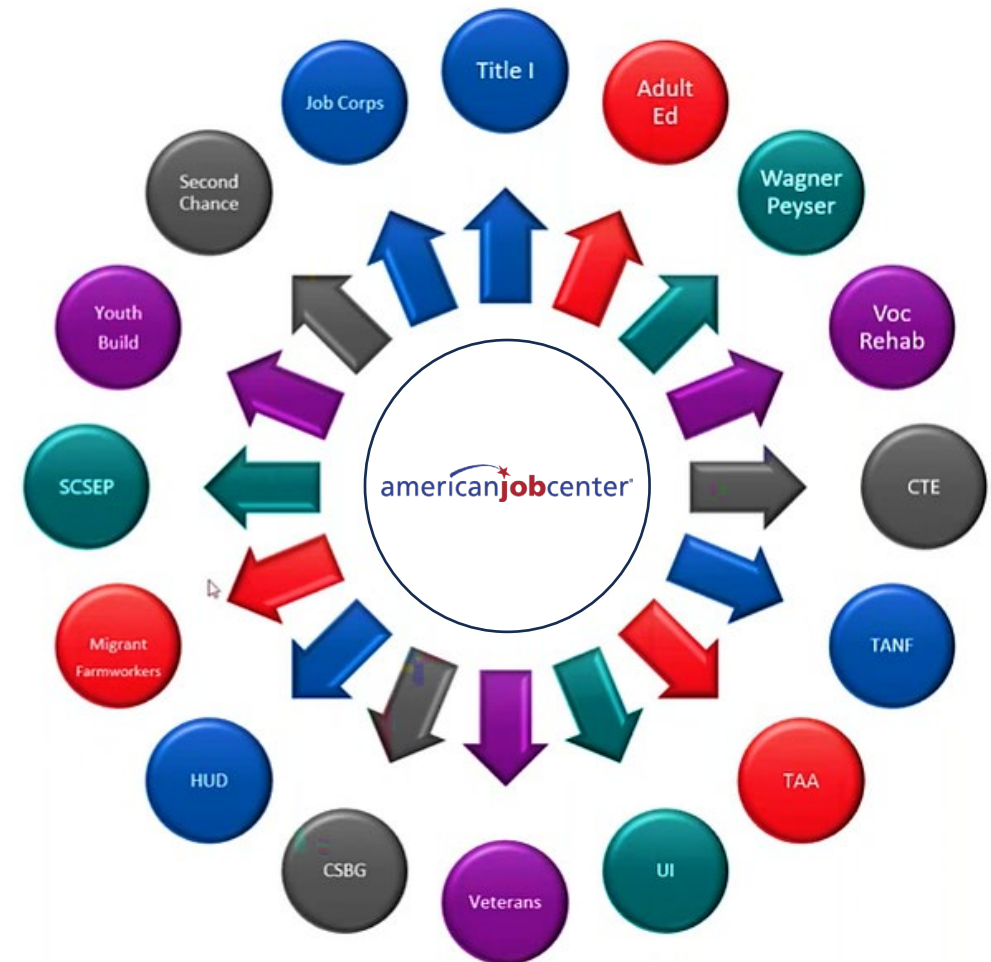 Title I
Adult
Ed
Wagner
Peyser
Voc
Rehab
CTE
TANF
TAA
UI
Veterans
CSBG
HUD
Migrant
Farmworkers
SCSEP
Youth
Build
Second
Chance
Job Corps
americanjobcenter®